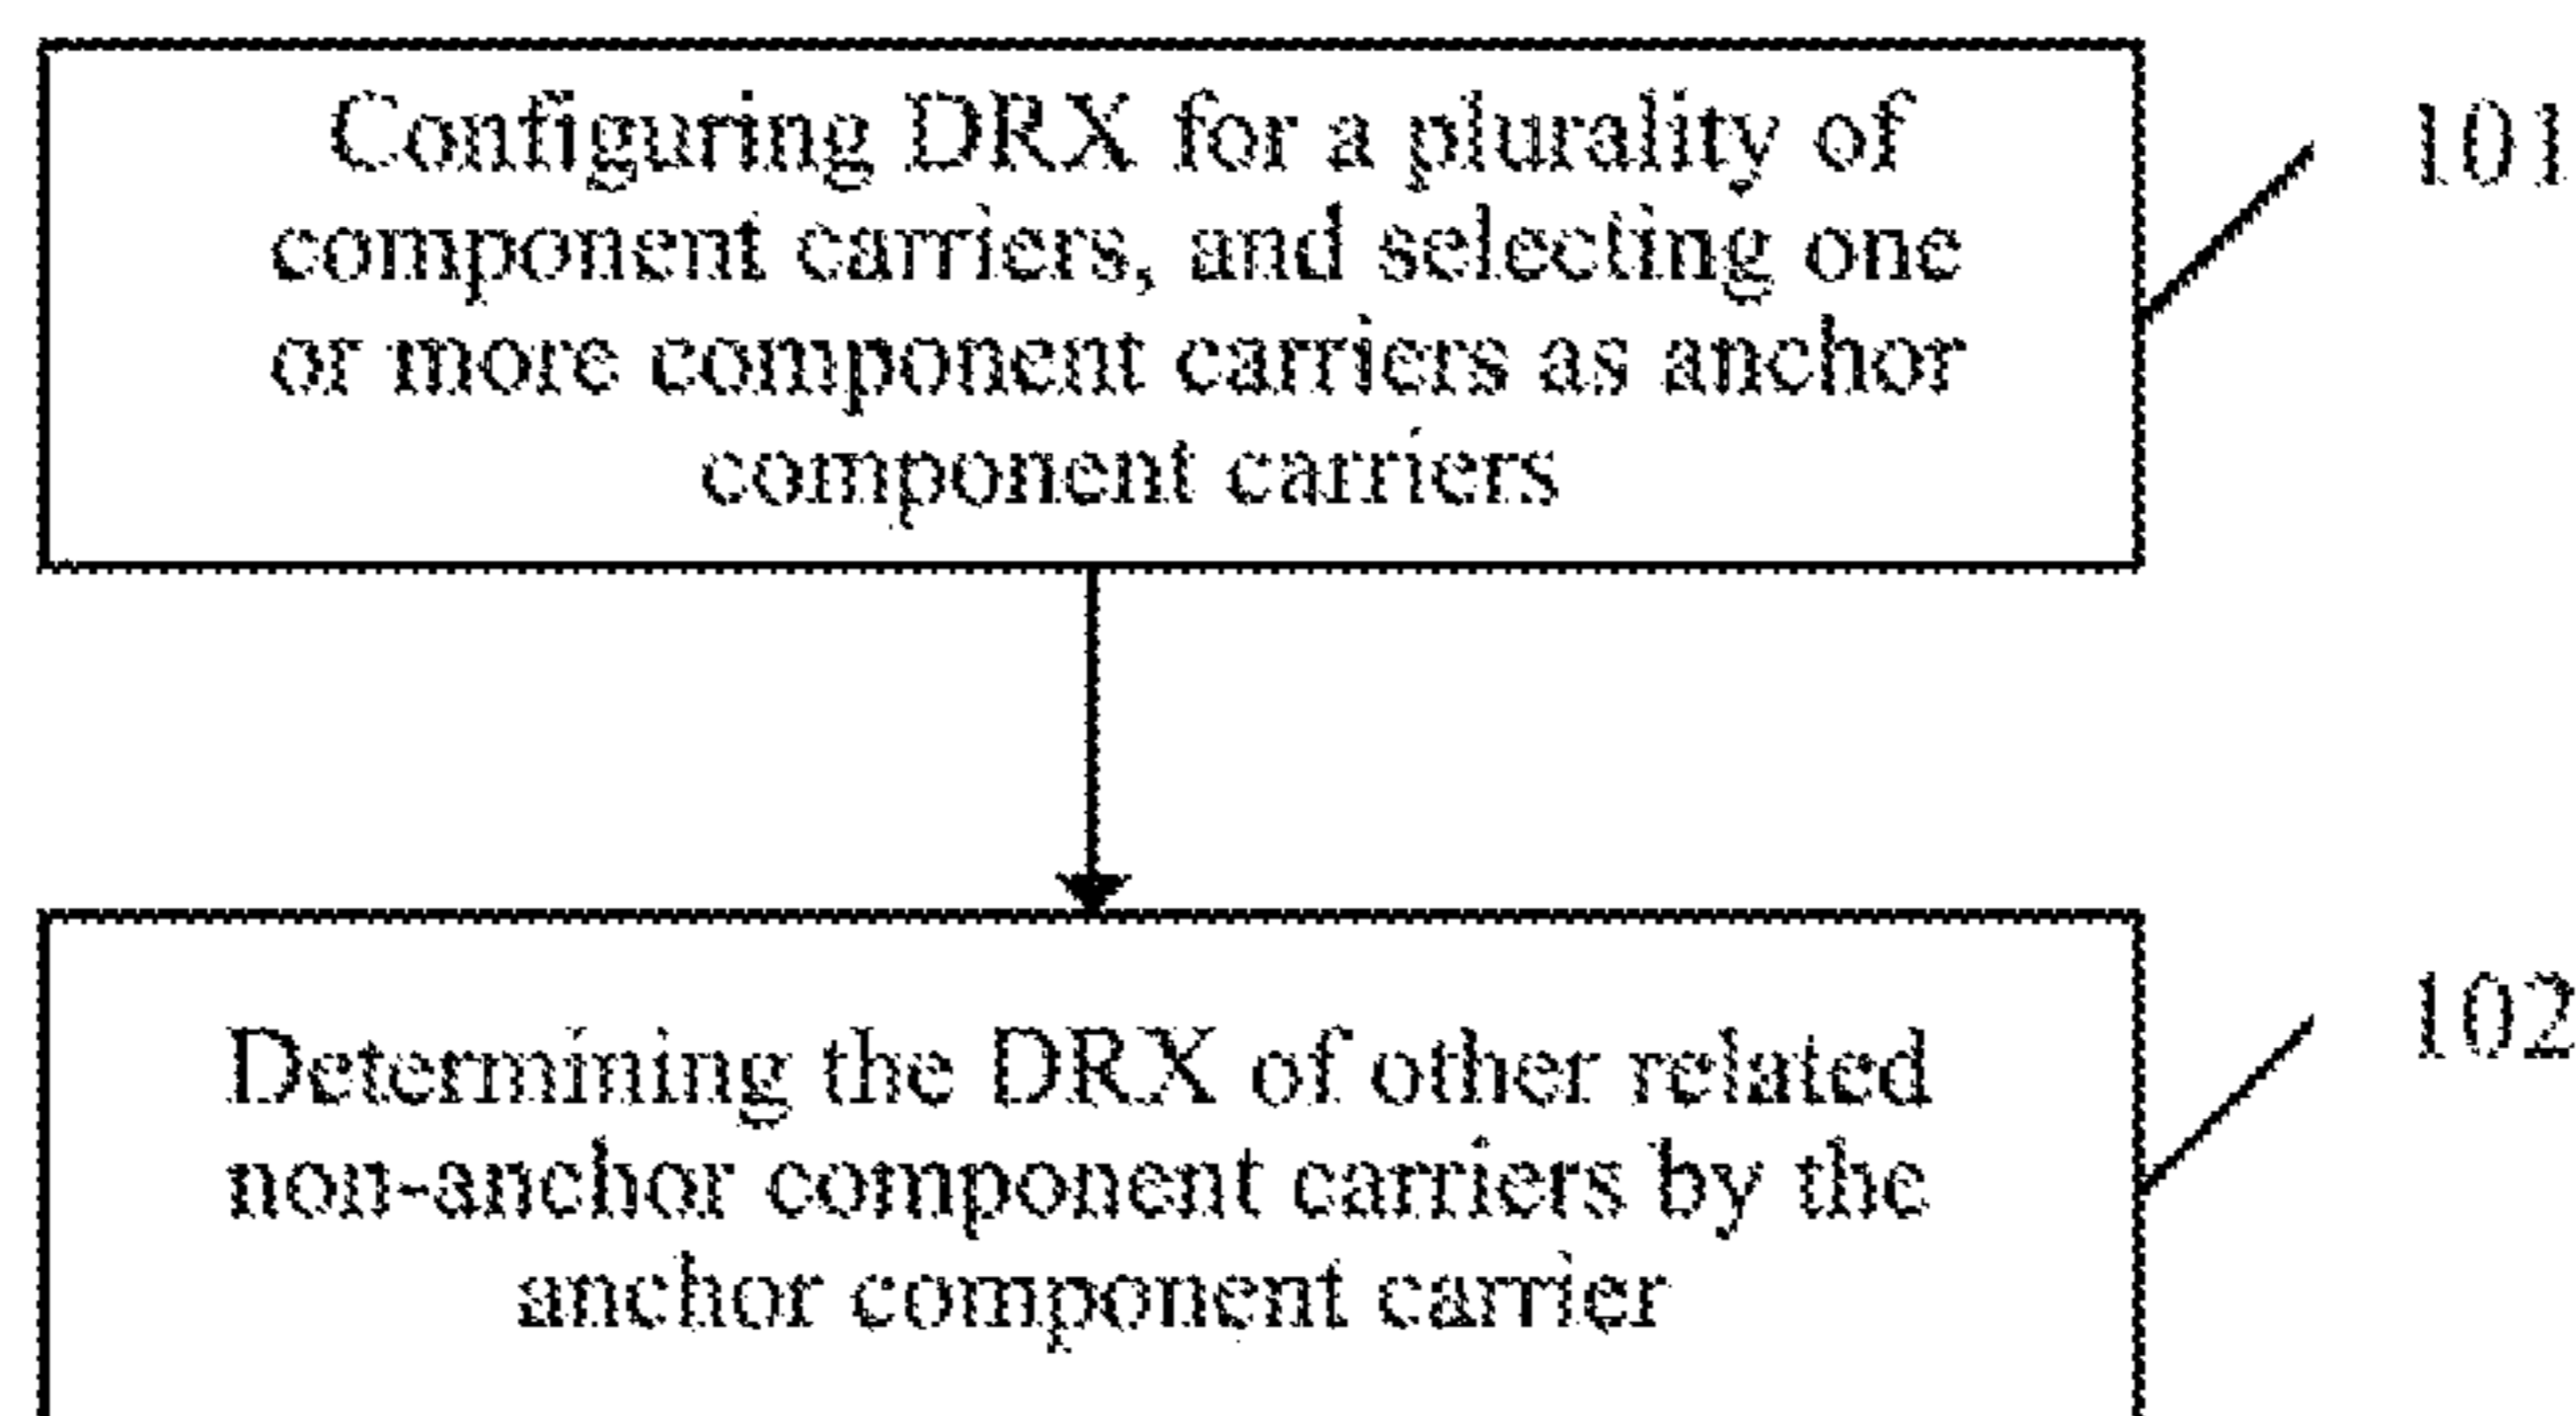 Configuring DRX for a plurality of
component carriers, and selecting one
or more component carriers as anchor
component carriers
101
Determining the DRX of other related
non-anchor component carriers by the
anchor component carrier
102